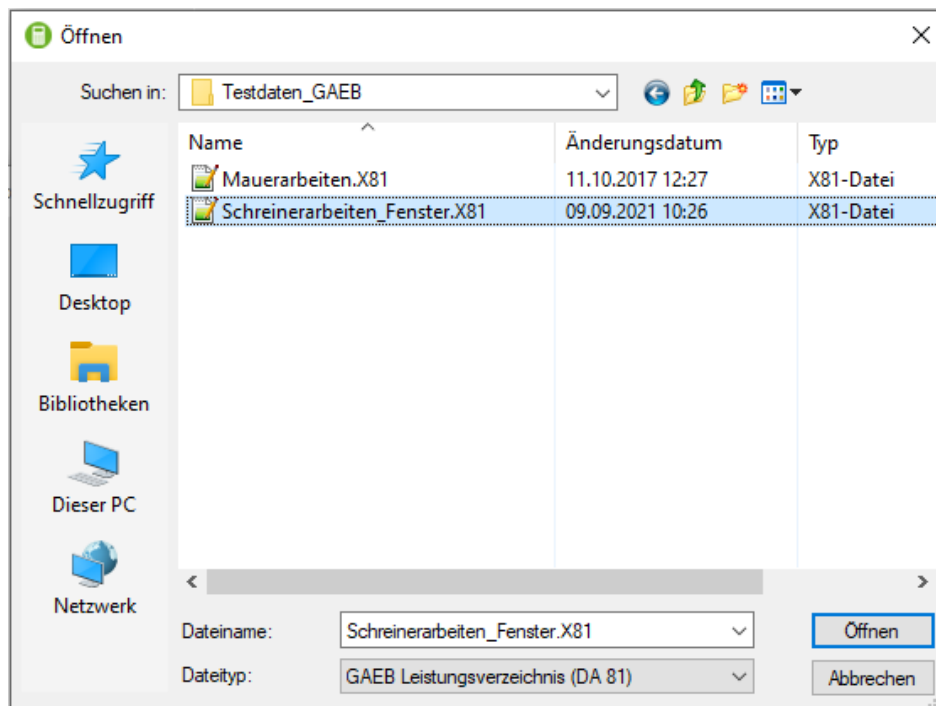 Öffnen
Suchen in: Testdaten_GAEB
Name Änderungsdatum Typ
Mauerarbeiten.X81 11.10.2017 12:27 X81-Datei
Schreinerarbeiten_Fenster.X81 09.09.2021 10:26 X81-Datei
Schnellzugriff
Desktop
Bibliotheken
Dieser PC
Netzwerk
Dateiname: Schreinerarbeiten_Fenster.X81 Öffnen
Dateityp: GAEB Leistungsverzeichnis (DA 81) Abbrechen